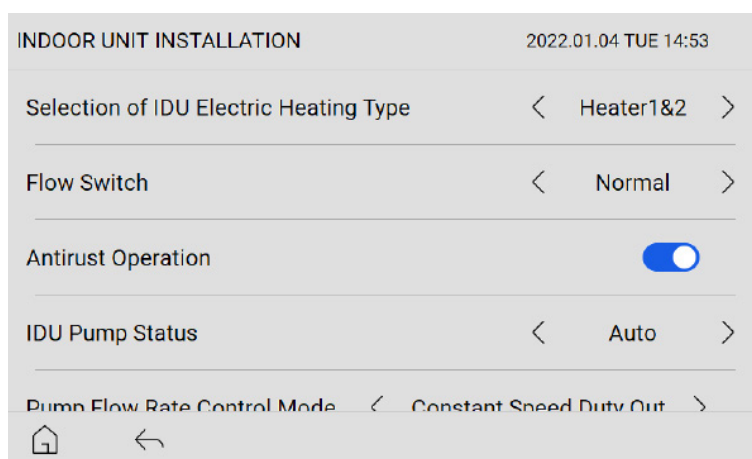 INDOOR UNIT INSTALLATION 2022.01.04 TUE 14:53
Selection of IDU Electric Heating Type < Heater1&2 >
Flow Switch < Normal >
Antirust Operation
IDU Pump Status < Auto >
Pump Flow Rate Control Mode < Constant Speed Duty Out >